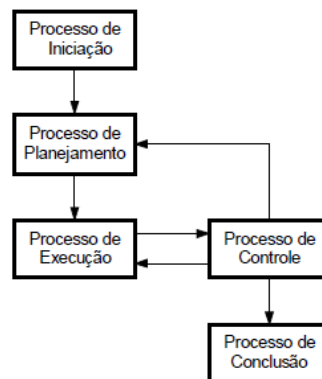 Processo de
Iniciação
Processo de
Planejamento
Processo de
Execução
Processo de
Controle
Processo de
Conclusão